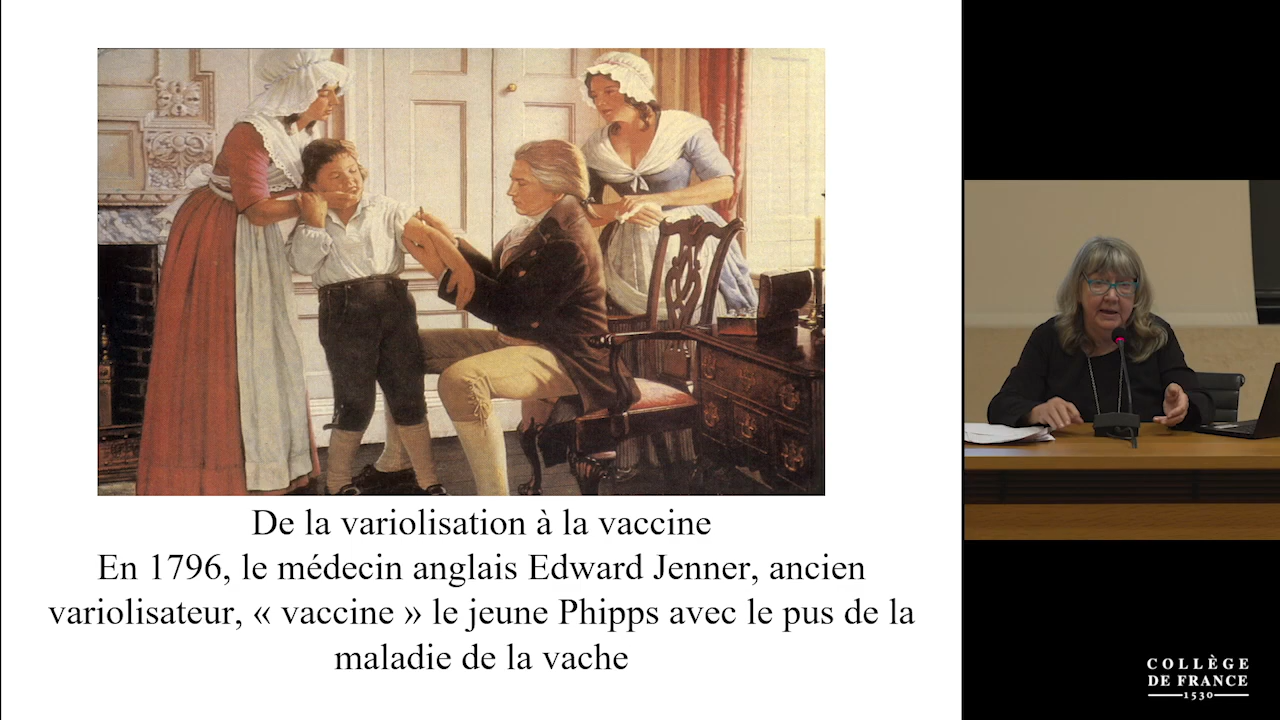 De la variolisation à la vaccine
En 1796, le médecin anglais Edward Jenner, ancien
variolisateur, « vaccine » le jeune Phipps avec le pus de la
maladie de la vache
COLLÈGE
DE FRANCE
1530